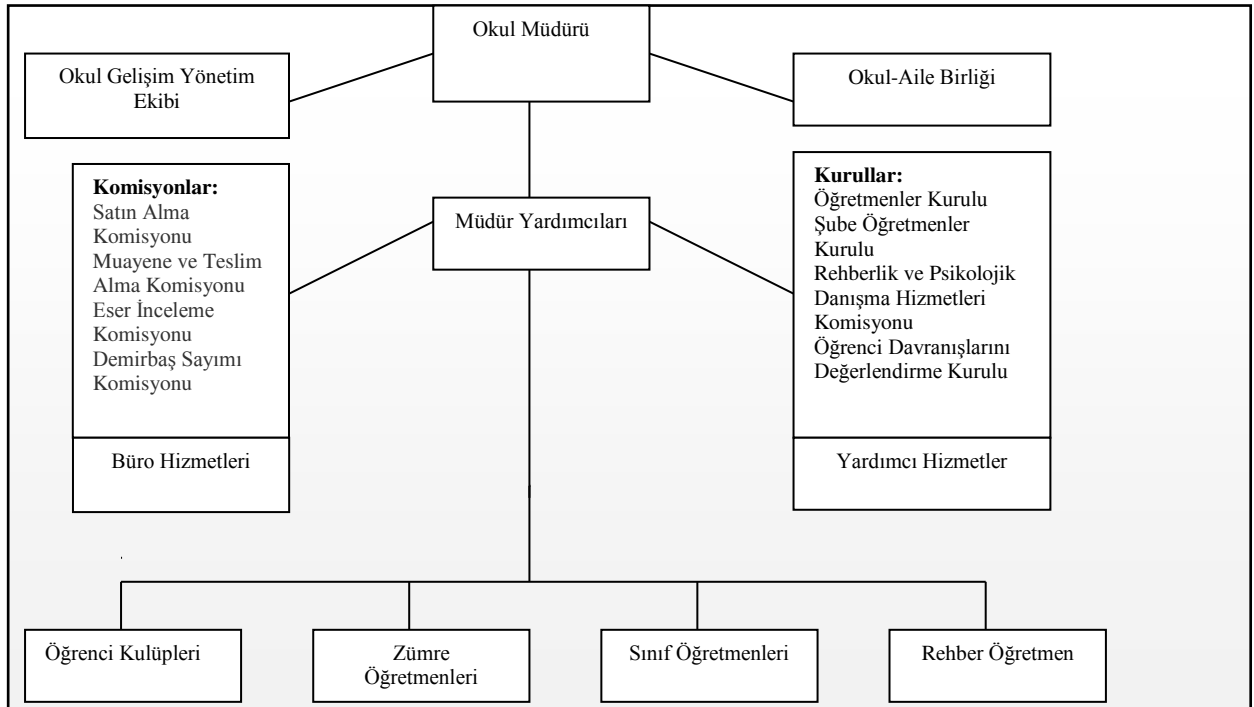 Okul Müdürü
Okul Gelişim Yönetim
Ekibi
Okul-Aile Birliği
Komisyonlar:
Satın Alma
Komisyonu
Muayene ve Teslim
Alma Komisyonu
Eser İnceleme
Komisyonu
Demirbaş Sayımı
Komisyonu
Müdür Yardımcıları
Kurullar:
Öğretmenler Kurulu
Şube Öğretmenler
Kurulu
Rehberlik ve Psikolojik
Danışma Hizmetleri
Komisyonu
Öğrenci Davranışlarını
Değerlendirme Kurulu
Büro Hizmetleri
Yardımcı Hizmetler
Öğrenci Kulüpleri
Zümre
Öğretmenleri
Sınıf Öğretmenleri
Rehber Öğretmen